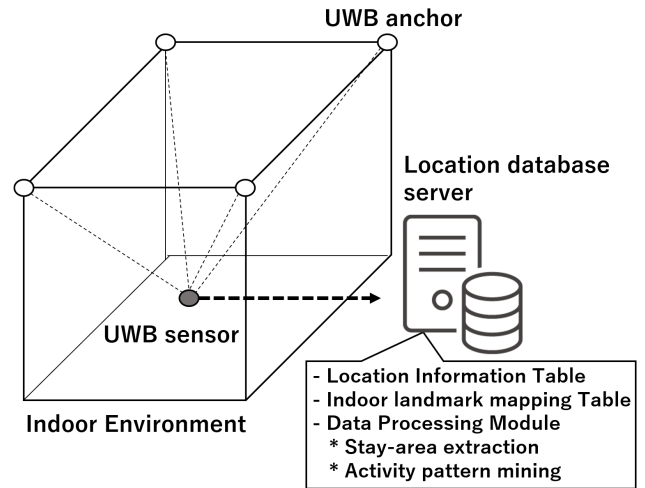 UWB anchor
Location database
server
UWB sensor
Indoor Environment
- Location Information Table
- Indoor landmark mapping Table
- Data Processing Module
* Stay-area extraction
* Activity pattern mining